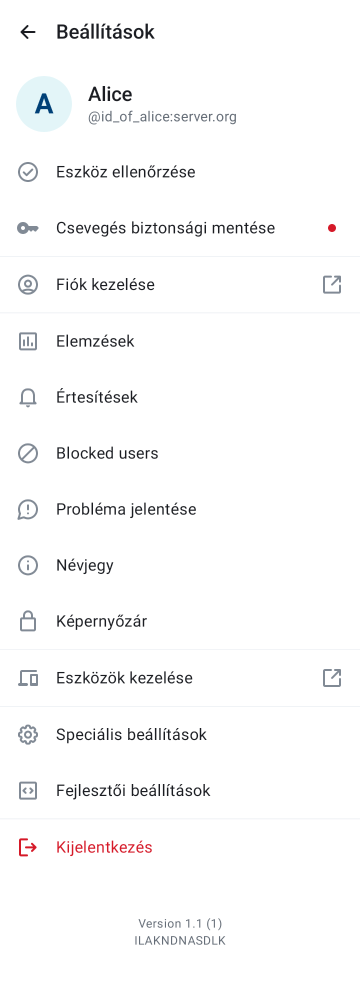 Beállítások
A
Alice
@id_of_alice:server.org
Eszköz ellenőrzése
Csevegés biztonsági mentése
Fiók kezelése
Elemzések
Értesítések
Blocked users
Probléma jelentése
Névjegy
Képernyőzár
Eszközök kezelése
Speciális beállítások
Fejlesztői beállítások
Kijelentkezés
Version 1.1 (1)
ILAKNDNASDLK